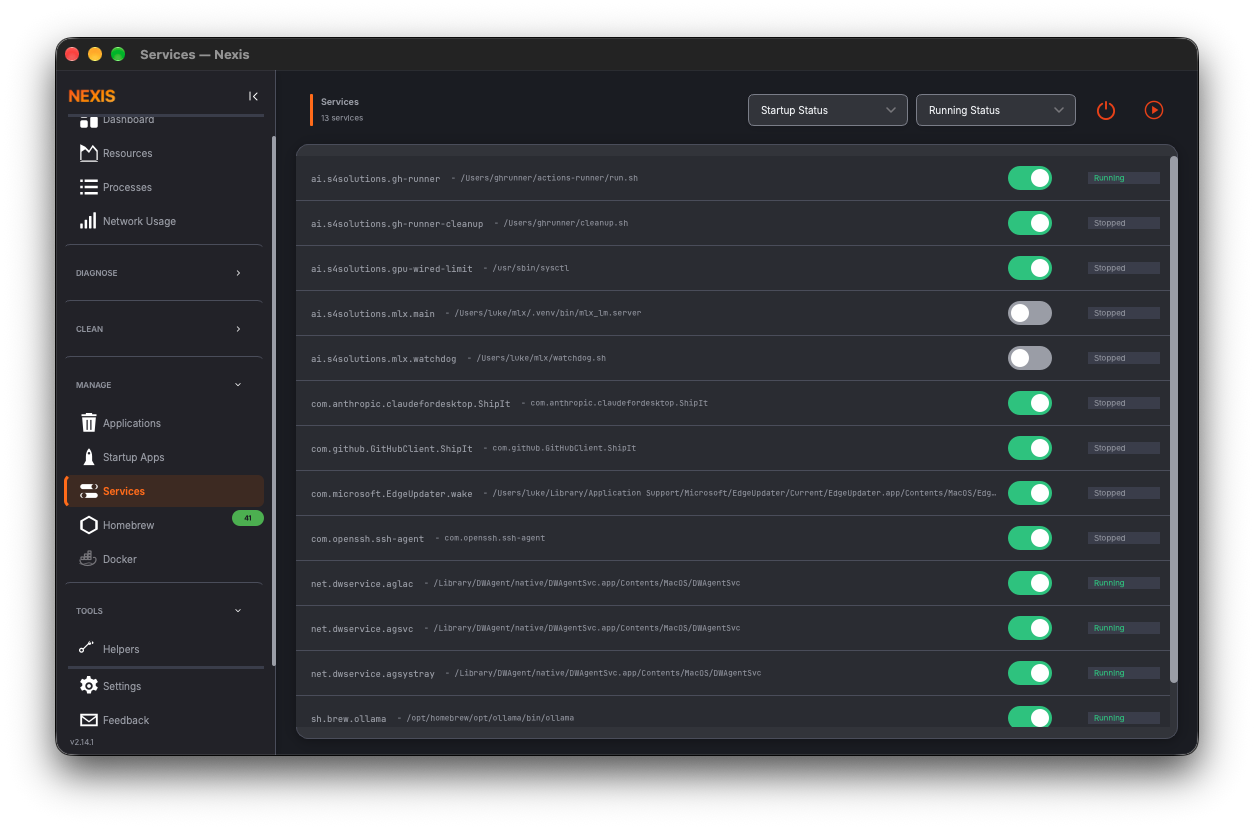 Services — Nexis
NEXIS
Dashboard
Resources
Processes
Network Usage
DIAGNOSE
CLEAN
MANAGE
Applications
Startup Apps
Services
Homebrew 41
Docker
TOOLS
Helpers
Settings
Feedback
v2.14.1
Services
13 services
Startup Status
Running Status
ai.s4solutions.gh-runner - /Users/ghrunner/actions-runner/run.sh Running
ai.s4solutions.gh-runner-cleanup - /Users/ghrunner/cleanup.sh Stopped
ai.s4solutions.gpu-wired-limit - /usr/sbin/sysctl Stopped
ai.s4solutions.mlx.main - /Users/luke/mlx/.venv/bin/mlx_lm.server Stopped
ai.s4solutions.mlx.watchdog - /Users/luke/mlx/watchdog.sh Stopped
com.anthropic.claudefordesktop.ShipIt - com.anthropic.claudefordesktop.ShipIt Stopped
com.github.GitHubClient.ShipIt - com.github.GitHubClient.ShipIt Stopped
com.microsoft.EdgeUpdater.wake - /Users/luke/Library/Application Support/Microsoft/EdgeUpdater/Current/EdgeUpdater.app/Contents/MacOS/Edg… Stopped
com.openssh.ssh-agent - com.openssh.ssh-agent Stopped
net.dwservice.aglac - /Library/DWAgent/native/DWAgentSvc.app/Contents/MacOS/DWAgentSvc Running
net.dwservice.agsvc - /Library/DWAgent/native/DWAgentSvc.app/Contents/MacOS/DWAgentSvc Running
net.dwservice.agsystray - /Library/DWAgent/native/DWAgentSvc.app/Contents/MacOS/DWAgentSvc Running
sh.brew.ollama - /opt/homebrew/opt/ollama/bin/ollama Running